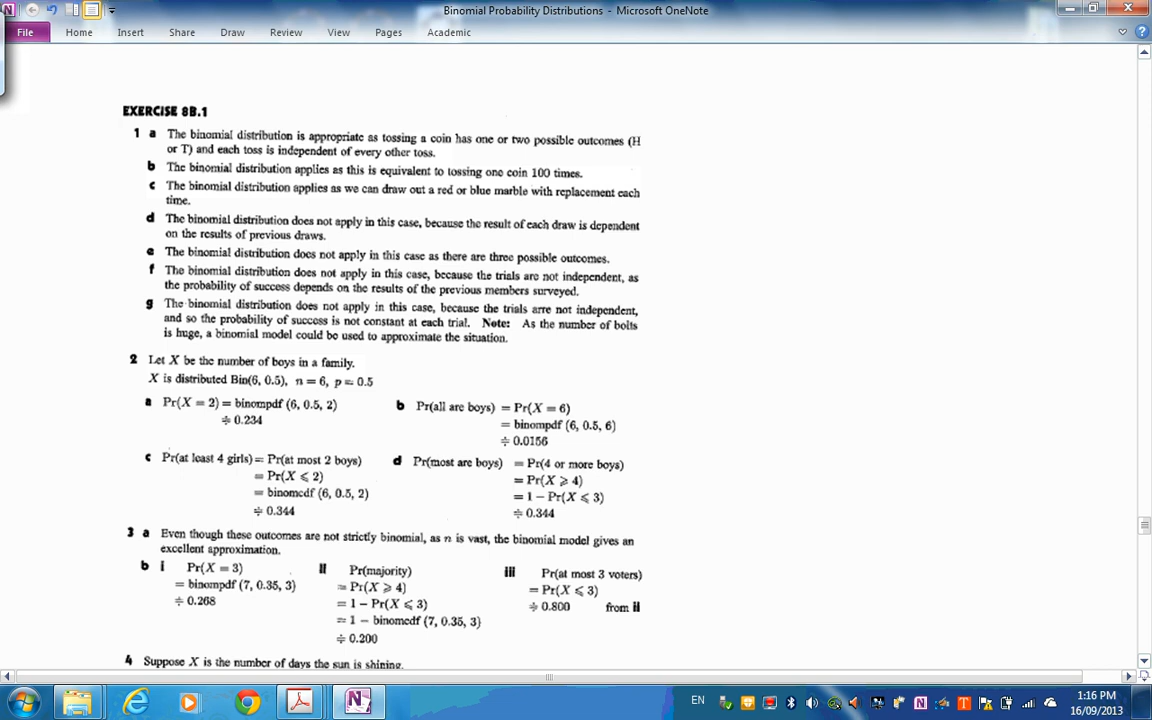 Binomial Probability Distributions - Microsoft OneNote
File Home Insert Share Draw Review View Pages Academic
EXERCISE 8B.1
1 a The binomial distribution is appropriate as tossing a coin has one or two possible outcomes (H
or T) and each toss is independent of every other toss.
b The binomial distribution applies as this is equivalent to tossing one coin 100 times.
c The binomial distribution applies as we can draw out a red or blue marble with replacement each
time.
d The binomial distribution does not apply in this case, because the result of each draw is dependent
on the results of previous draws.
e The binomial distribution does not apply in this case as there are three possible outcomes.
f The binomial distribution does not apply in this case, because the trials are not independent, as
the probability of success depends on the results of the previous members surveyed.
g The binomial distribution does not apply in this case, because the trials arre not independent,
and so the probability of success is not constant at each trial. Note: As the number of bolts
is huge, a binomial model could be used to approximate the situation.
2 Let X be the number of boys in a family.
X is distributed Bin(6, 0.5), n = 6, p = 0.5
a Pr(X = 2) = binompdf (6, 0.5, 2)
≑ 0.234
b Pr(all are boys) = Pr(X = 6)
= binompdf (6, 0.5, 6)
≑ 0.0156
c Pr(at least 4 girls) = Pr(at most 2 boys)
= Pr(X ⩽ 2)
= binomcdf (6, 0.5, 2)
≑ 0.344
d Pr(most are boys) = Pr(4 or more boys)
= Pr(X ⩾ 4)
= 1 − Pr(X ⩽ 3)
≑ 0.344
3 a Even though these outcomes are not strictly binomial, as n is vast, the binomial model gives an
excellent approximation.
b i Pr(X = 3)
= binompdf (7, 0.35, 3)
≑ 0.268
ii Pr(majority)
= Pr(X ⩾ 4)
= 1 − Pr(X ⩽ 3)
= 1 − binomcdf (7, 0.35, 3)
≑ 0.200
iii Pr(at most 3 voters)
= Pr(X ⩽ 3)
≑ 0.800 from ii
4 Suppose X is the number of days the sun is shining.
EN
1:16 PM
16/09/2013